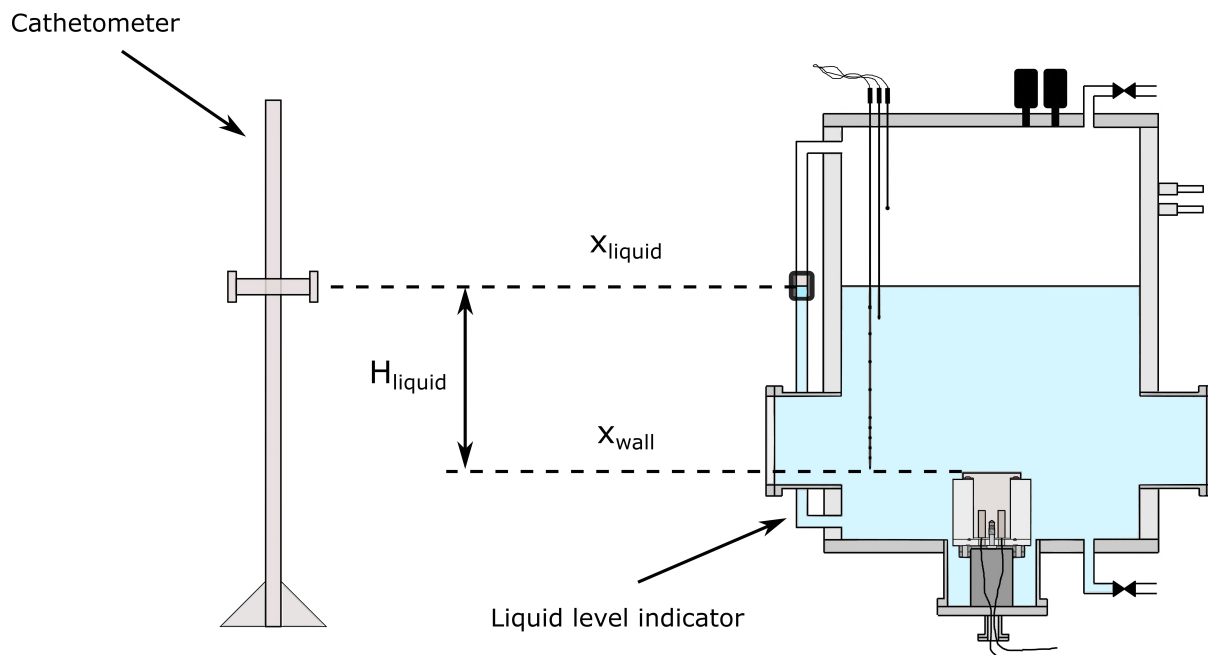 Cathetometer
x_liquid
H_liquid
x_wall
Liquid level indicator